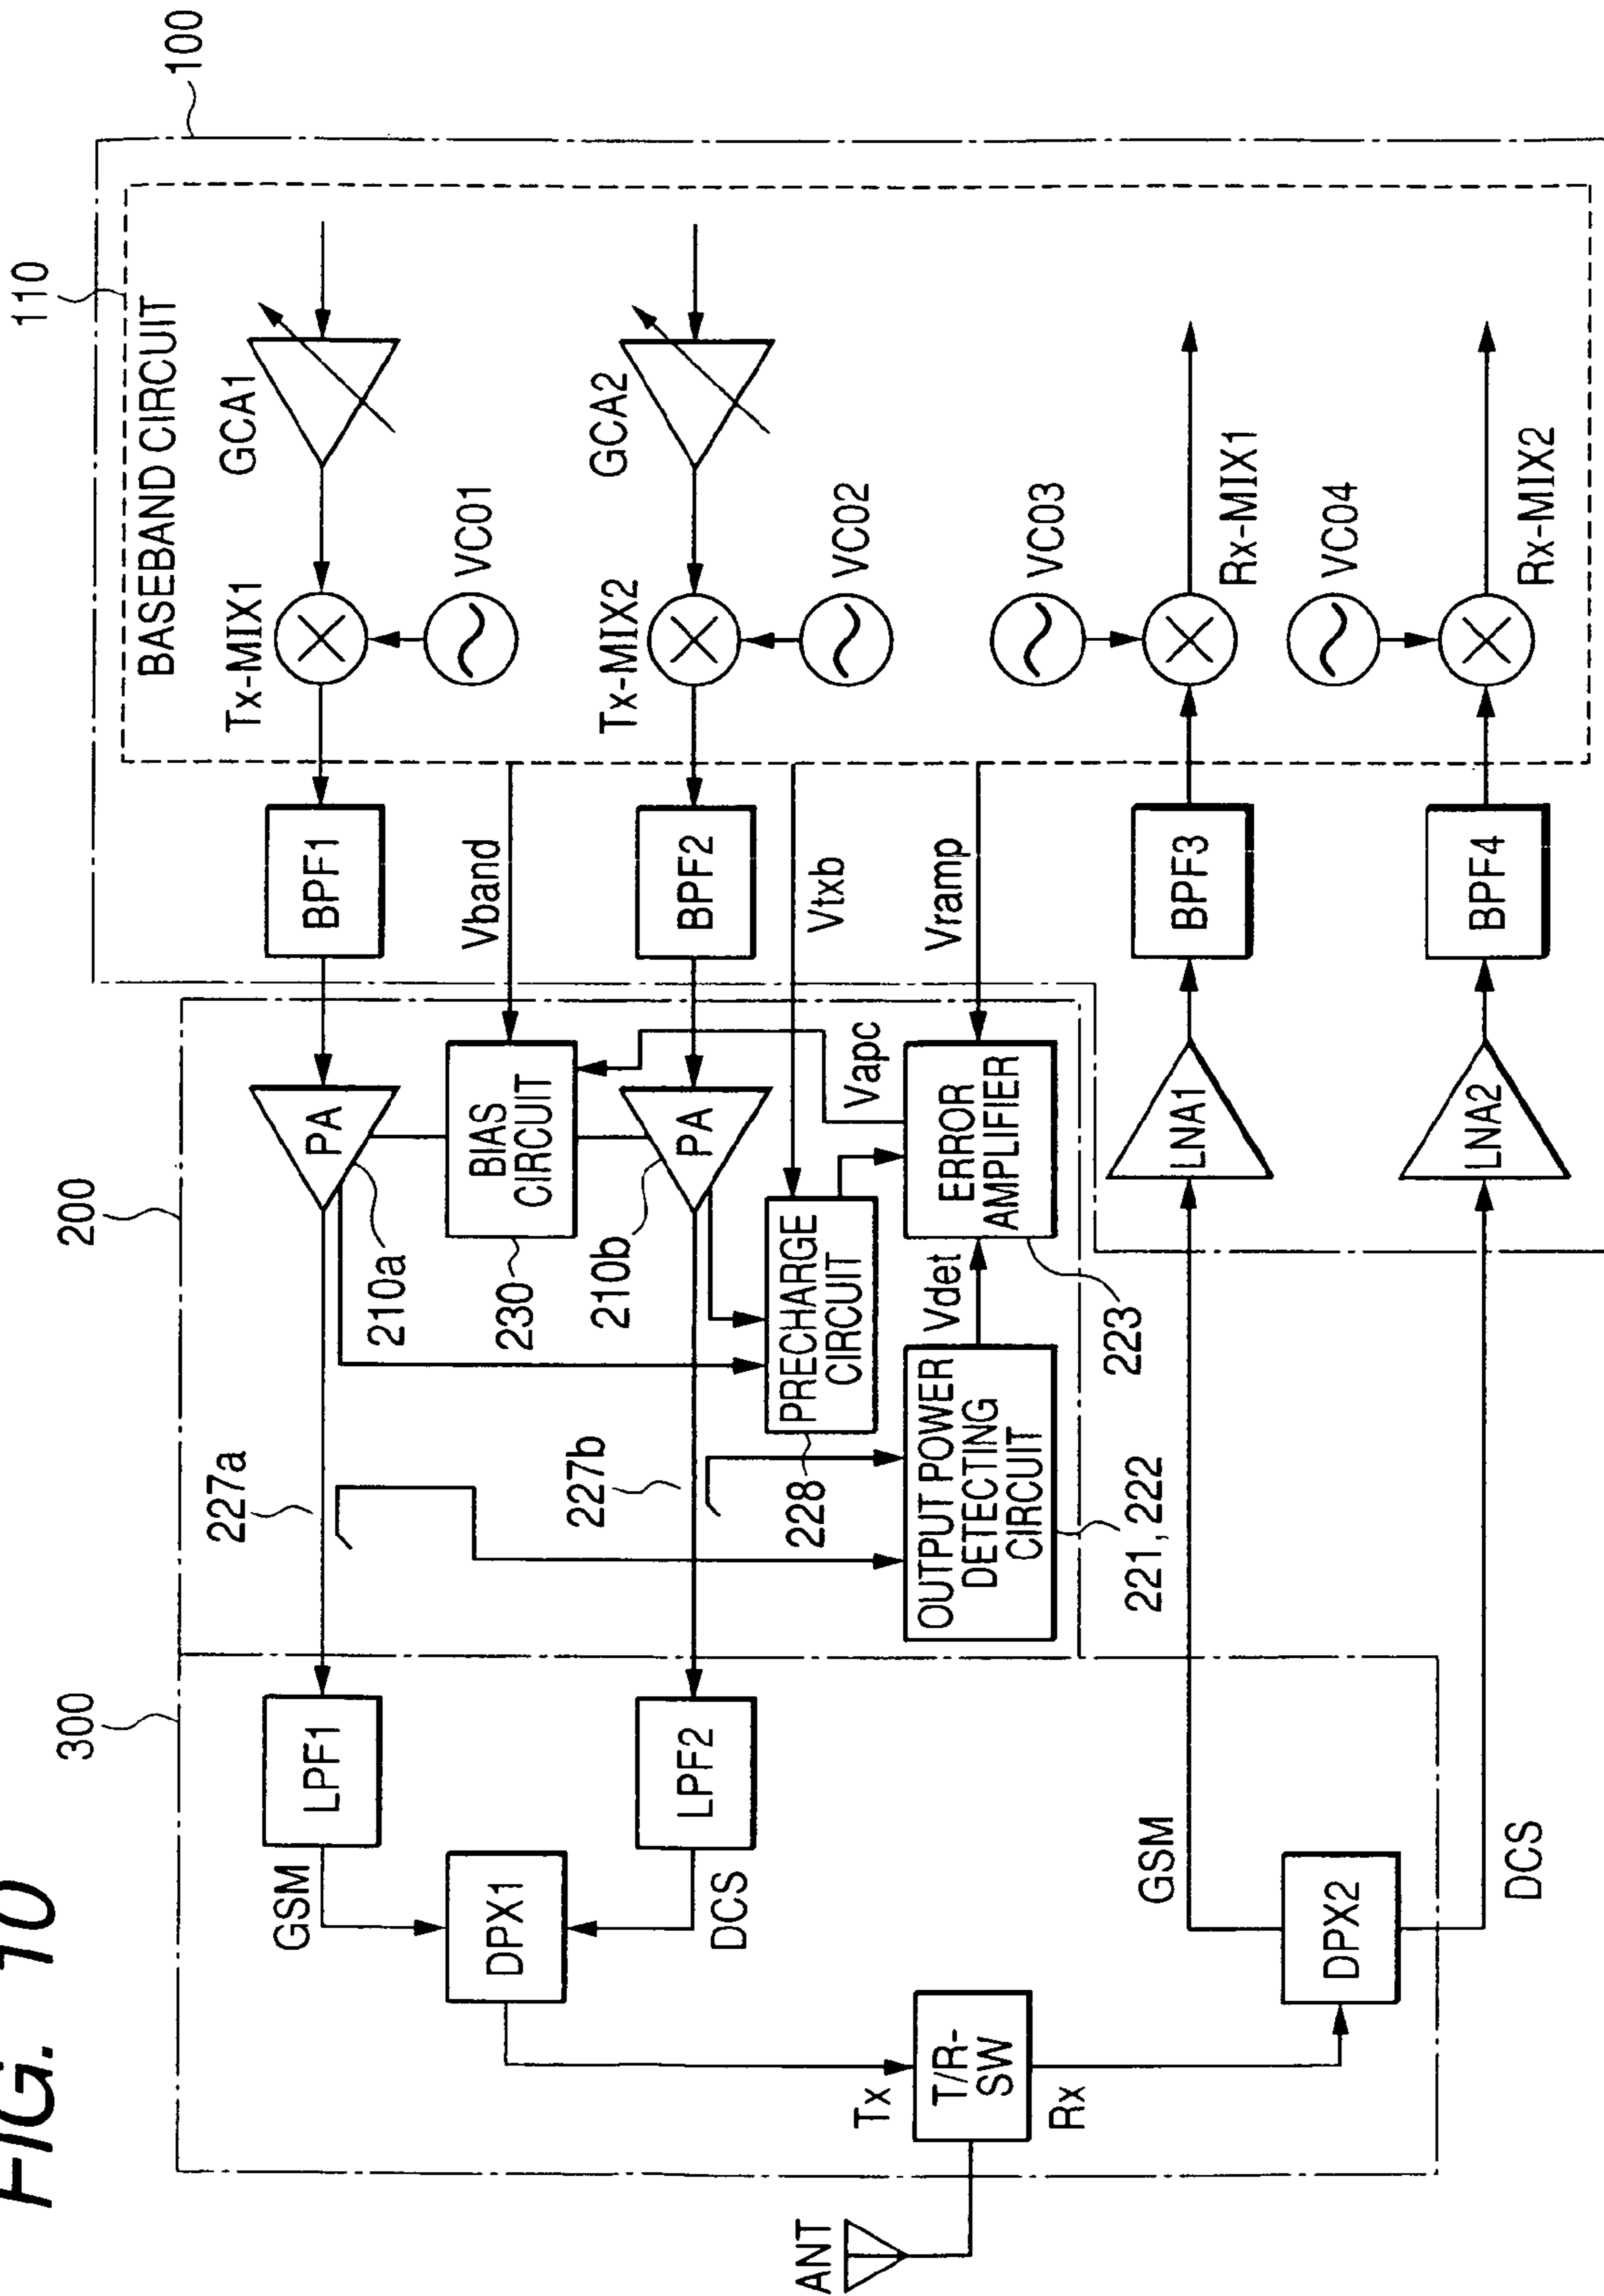 FIG. 10
100
110
BASEBAND CIRCUIT
GCA1
Tx-MIX1
VC01
GCA2
Tx-MIX2
VC02
VC03
Rx-MIX1
VC04
Rx-MIX2
BPF1
Vband
BPF2
Vtxb
Vramp
BPF3
BPF4
200
PA
210a
BIAS
CIRCUIT
230
PA
210b
Vapc
PRECHARGE
CIRCUIT
228
ERROR
AMPLIFIER
223
Vdet
OUTPUT POWER
DETECTING
CIRCUIT
221, 222
227a
227b
LNA1
LNA2
300
LPF1
GSM
LPF2
DCS
DPX1
Tx
T/R-
SW
Rx
GSM
DPX2
DCS
ANT